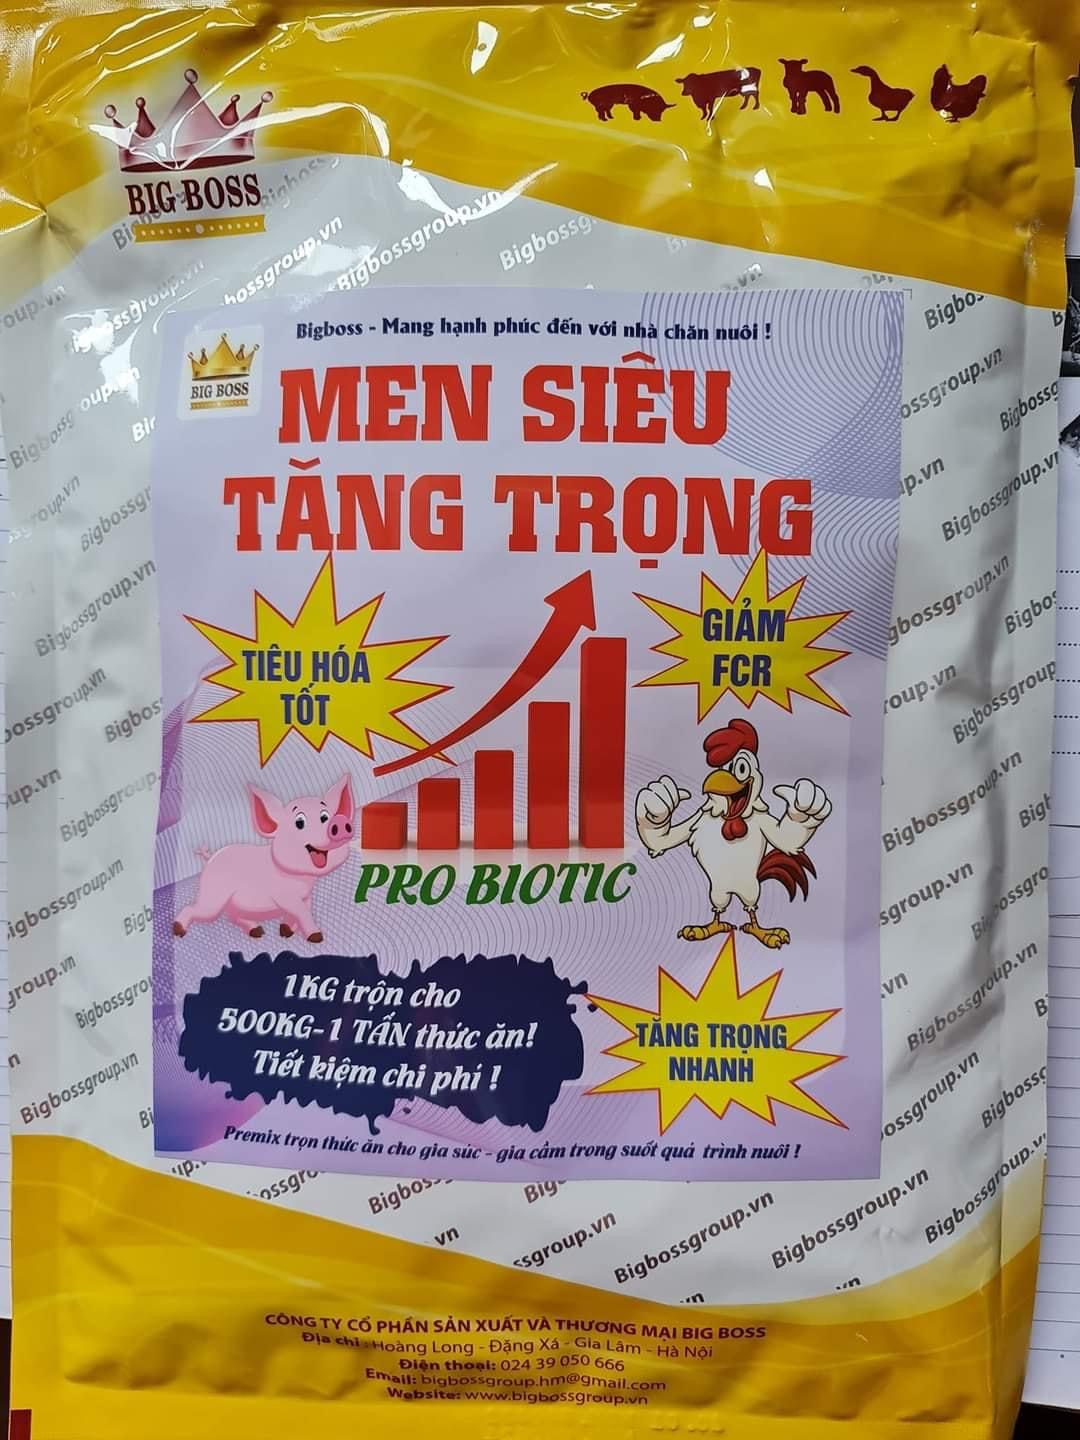 BIG BOSS
Bigbossgroup.vn
Bigboss - Mang hạnh phúc đến với nhà chăn nuôi !
BIG BOSS
MEN SIÊU
TĂNG TRỌNG
TIÊU HÓA
TỐT
GIẢM
FCR
PRO BIOTIC
1KG trộn cho
500KG-1 TẤN thức ăn!
Tiết kiệm chi phí !
TĂNG TRỌNG
NHANH
Premix trọn thức ăn cho gia súc - gia cầm trong suốt quá trình nuôi !
CÔNG TY CỔ PHẦN SẢN XUẤT VÀ THƯƠNG MẠI BIG BOSS
Địa chỉ : Hoàng Long - Đặng Xá - Gia Lâm - Hà Nội
Điện thoại: 024 39 050 666
Email: bigbossgroup.hm@gmail.com
Website: www.bigbossgroup.vn